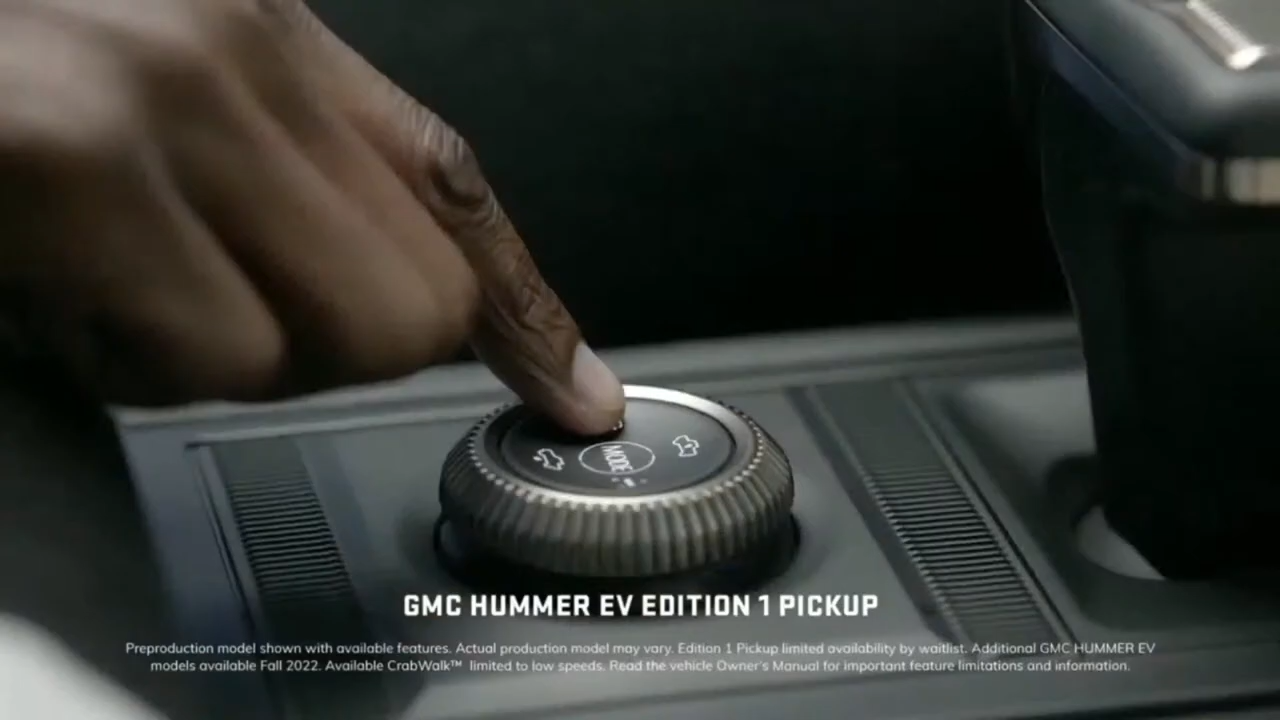 MODE
GMC HUMMER EV EDITION 1 PICKUP
Preproduction model shown with available features. Actual production model may vary. Edition 1 Pickup limited availability by waitlist. Additional GMC HUMMER EV
models available Fall 2022. Available CrabWalk™ limited to low speeds. Read the vehicle Owner's Manual for important feature limitations and information.